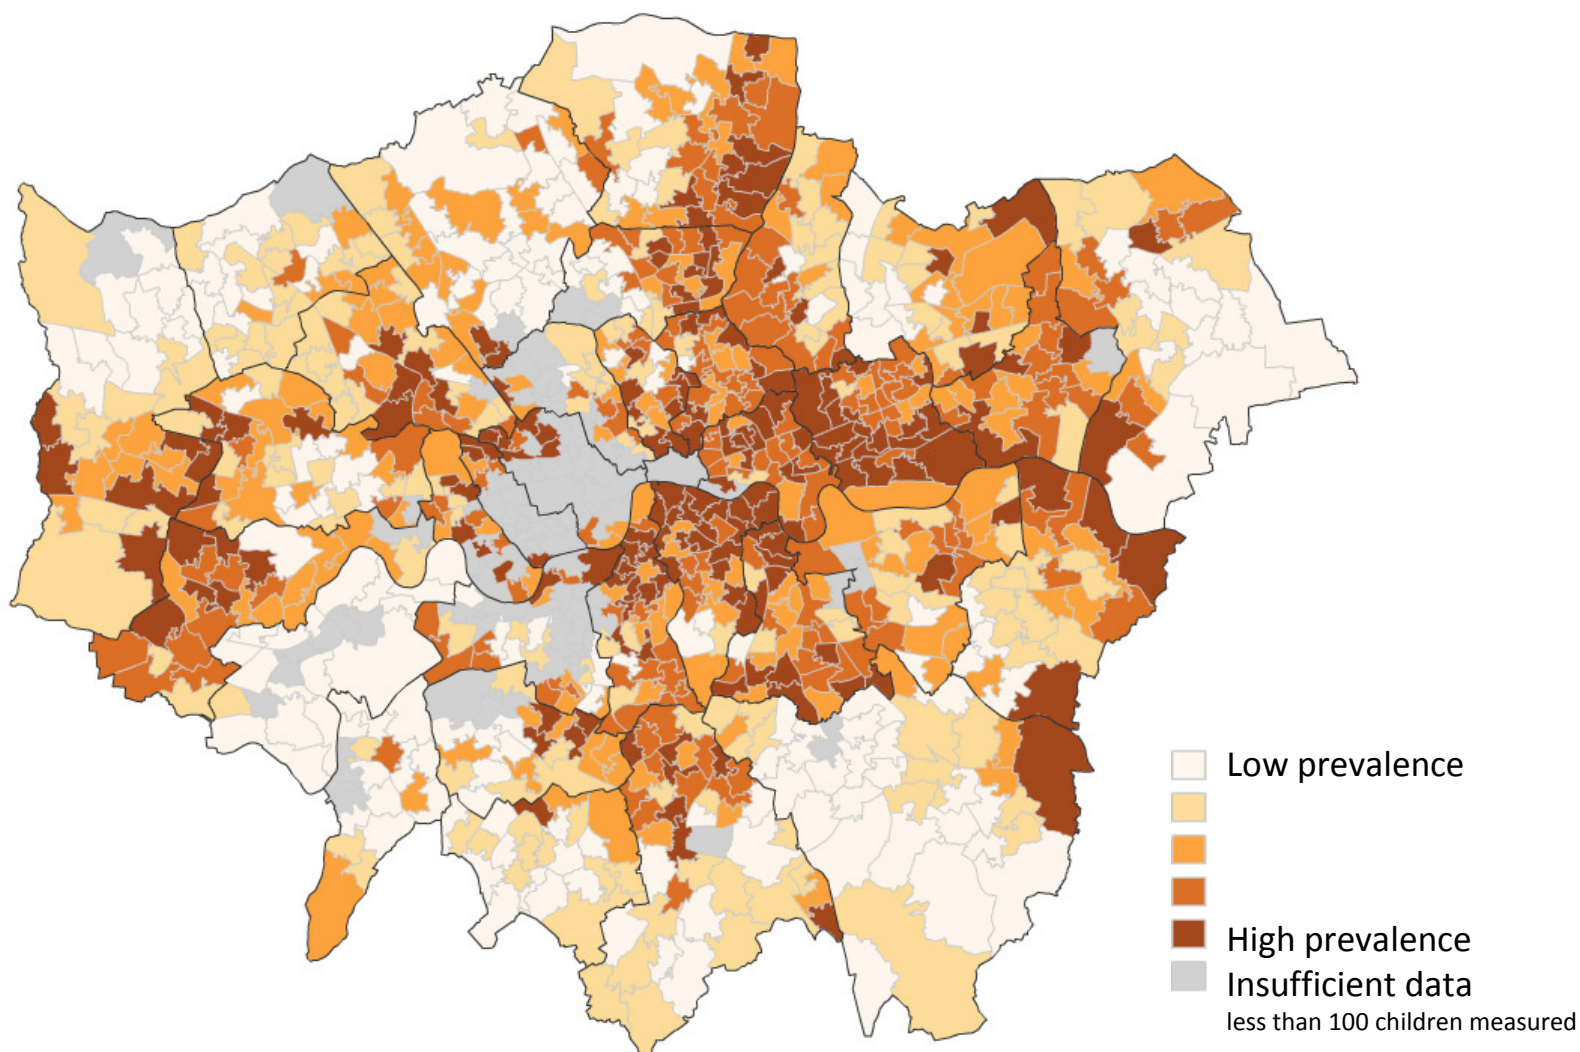 Low prevalence
High prevalence
Insufficient data
less than 100 children measured